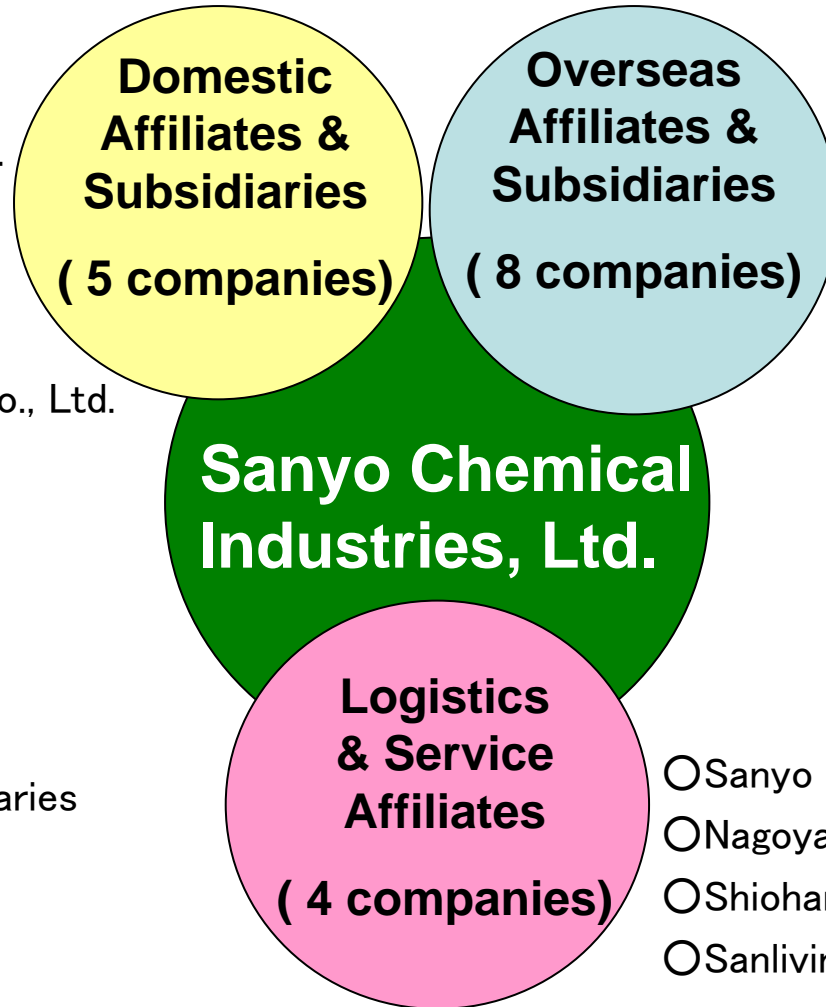 Domestic
Affiliates &
Subsidiaries
( 5 companies)
Overseas
Affiliates &
Subsidiaries
( 8 companies)
o., Ltd.
Sanyo Chemical
Industries, Ltd.
Logistics
& Service
Affiliates
( 4 companies)
aries
○Sanyo
○Nagoya
○Shiohar
○Sanlivin